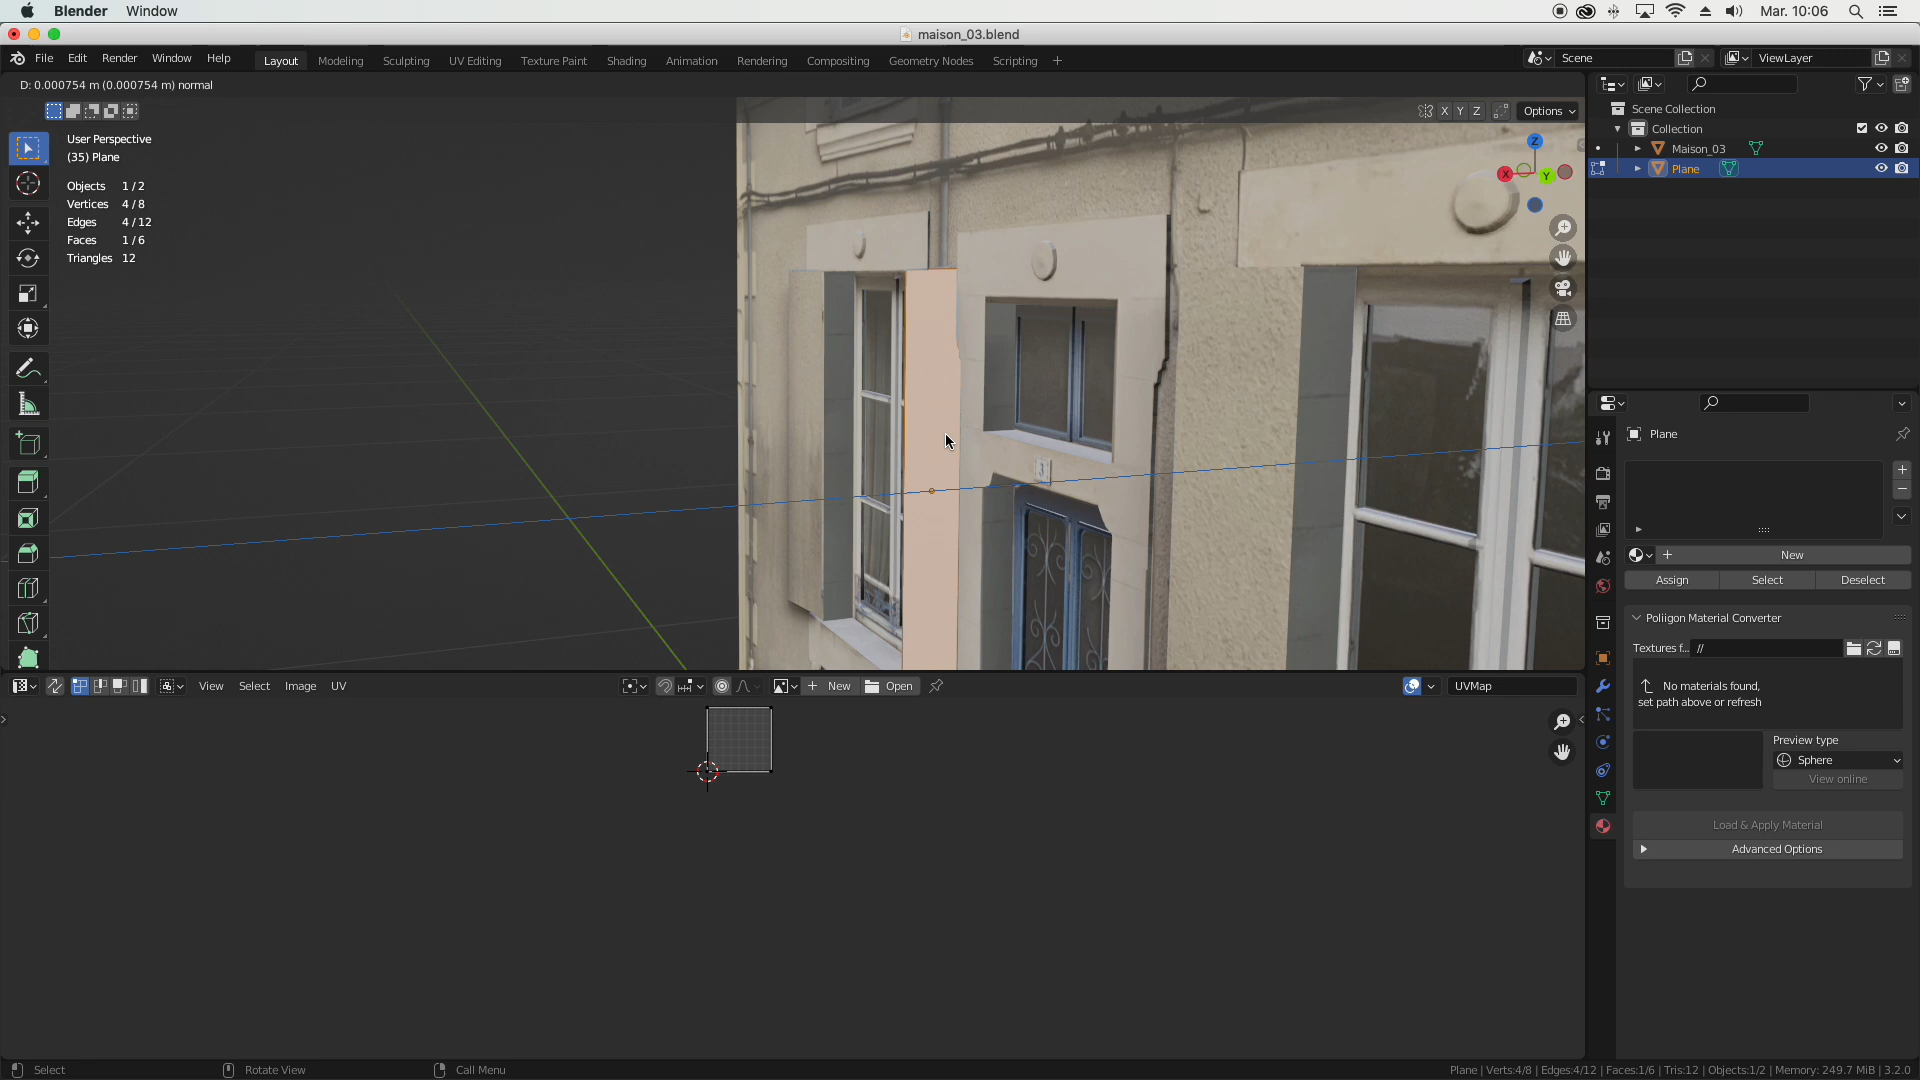 Blender Window
Mar. 10:06
maison_03.blend
File Edit Render Window Help
Layout Modeling Sculpting UV Editing Texture Paint Shading Animation Rendering Compositing Geometry Nodes Scripting +
Scene
ViewLayer
D: 0.000754 m (0.000754 m) normal
X Y Z
Options
User Perspective
(35) Plane
Objects 1 / 2
Vertices 4 / 8
Edges 4 / 12
Faces 1 / 6
Triangles 12
Z
X
Y
3
Scene Collection
Collection
Maison_03
Plane
Plane
+ New
Assign Select Deselect
Poliigon Material Converter
Textures f... //
No materials found,
set path above or refresh
Preview type
Sphere
View online
Load & Apply Material
Advanced Options
View Select Image UV
+ New
Open
UVMap
Select
Rotate View
Call Menu
Plane | Verts:4/8 | Edges:4/12 | Faces:1/6 | Tris:12 | Objects:1/2 | Memory: 249.7 MiB | 3.2.0